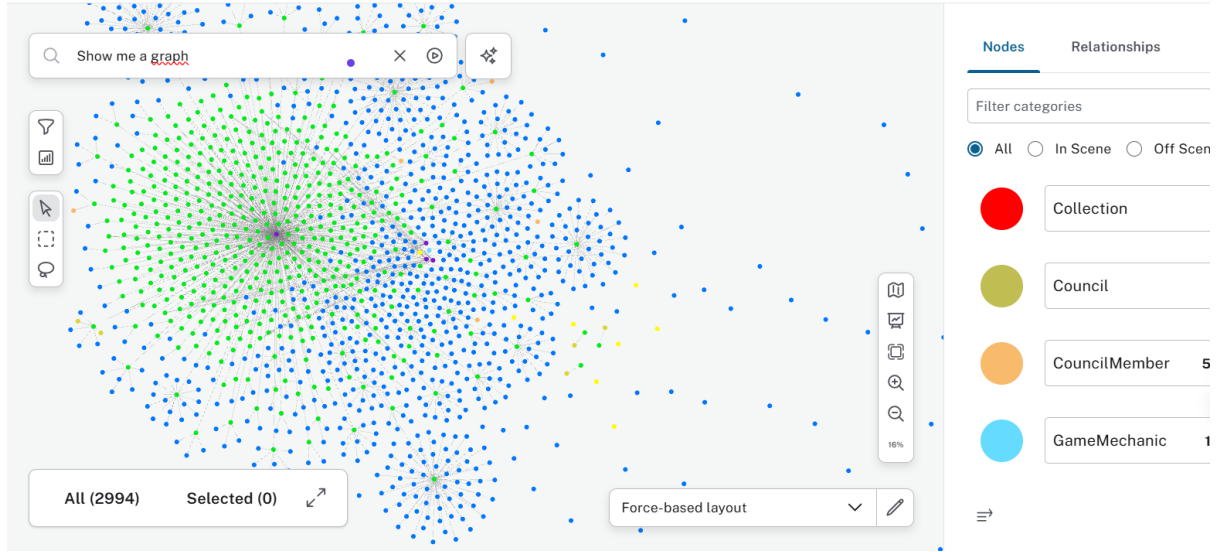 Show me a graph
Nodes
Relationships
Filter categories
All
In Scene
Off Scen
Collection
Council
CouncilMember 5
GameMechanic 1
16%
All (2994)
Selected (0)
Force-based layout